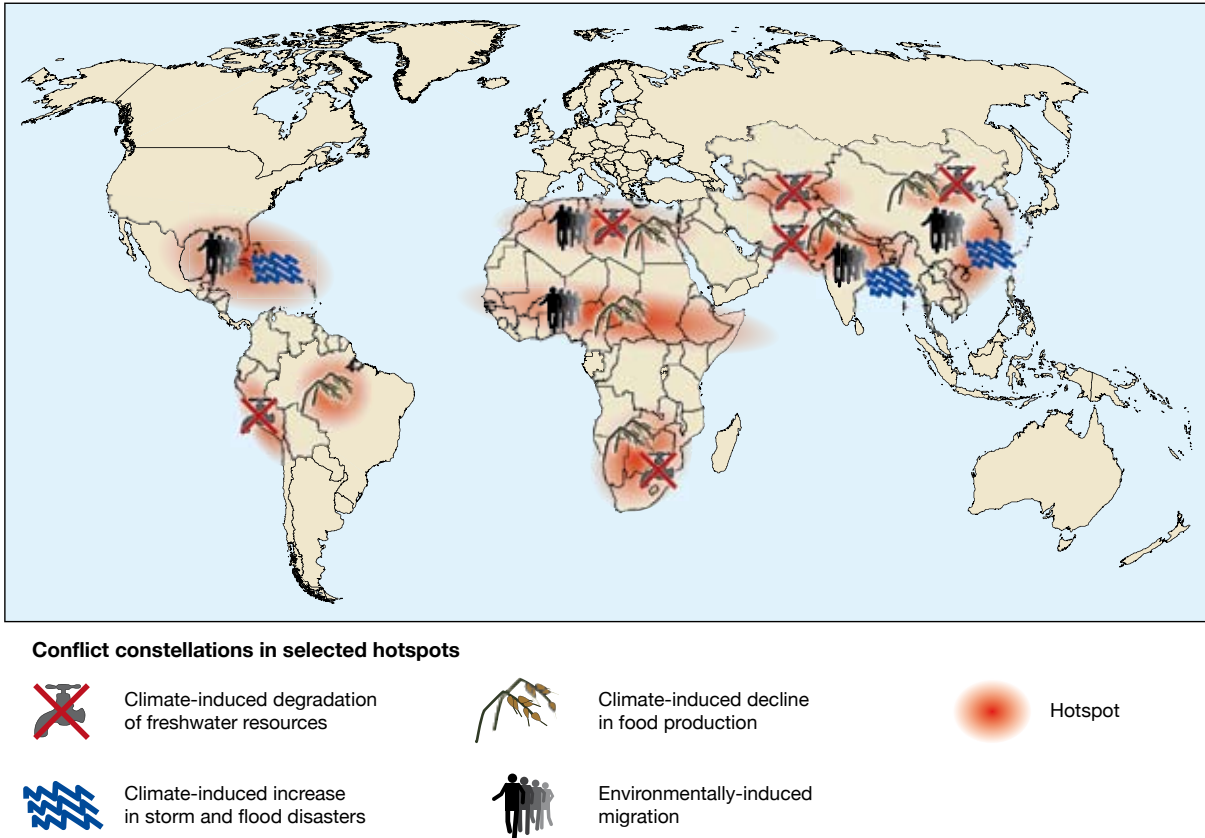 Conflict constellations in selected hotspots
Climate-induced degradation
of freshwater resources
Climate-induced decline
in food production
Hotspot
Climate-induced increase
in storm and flood disasters
Environmentally-induced
migration